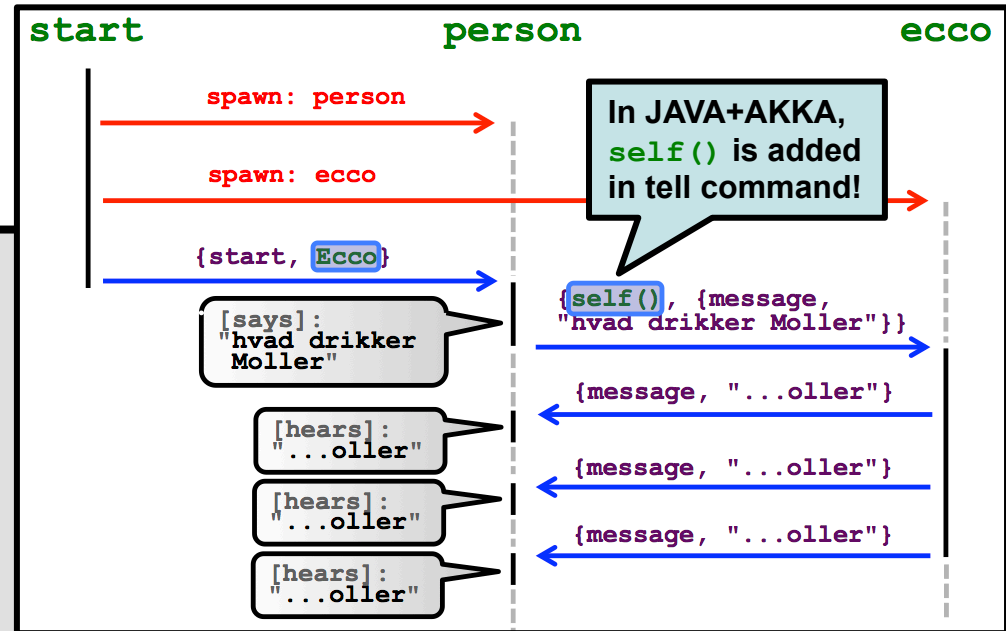 start person ecco
spawn: person
In JAVA+AKKA,
self() is added
in tell command!
spawn: ecco
{start, Ecco}
{self(), {message,
"hvad drikker Moller"}}
[says]:
"hvad drikker
Moller"
{message, "...oller"}
[hears]:
"...oller"
{message, "...oller"}
[hears]:
"...oller"
{message, "...oller"}
[hears]:
"...oller"